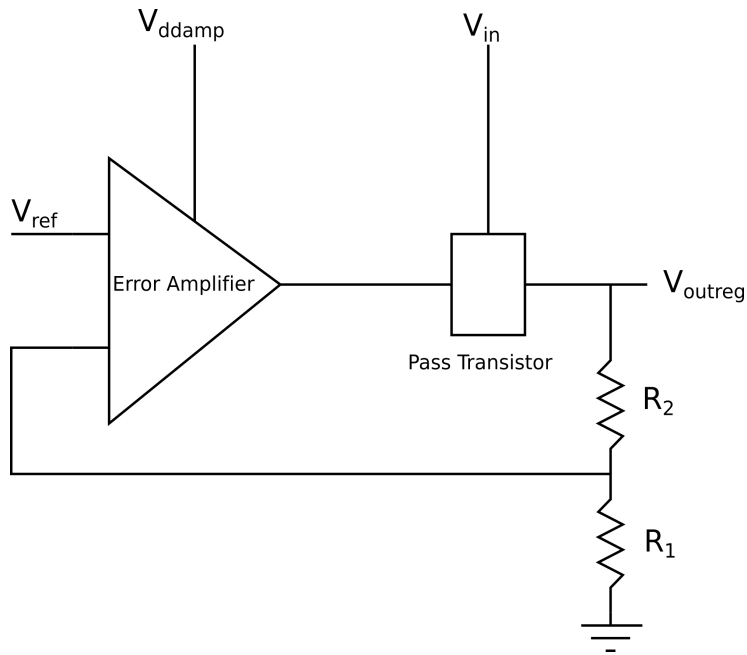 Vddamp
Vin
Vref
Error Amplifier
Voutreg
Pass Transistor
R2
R1